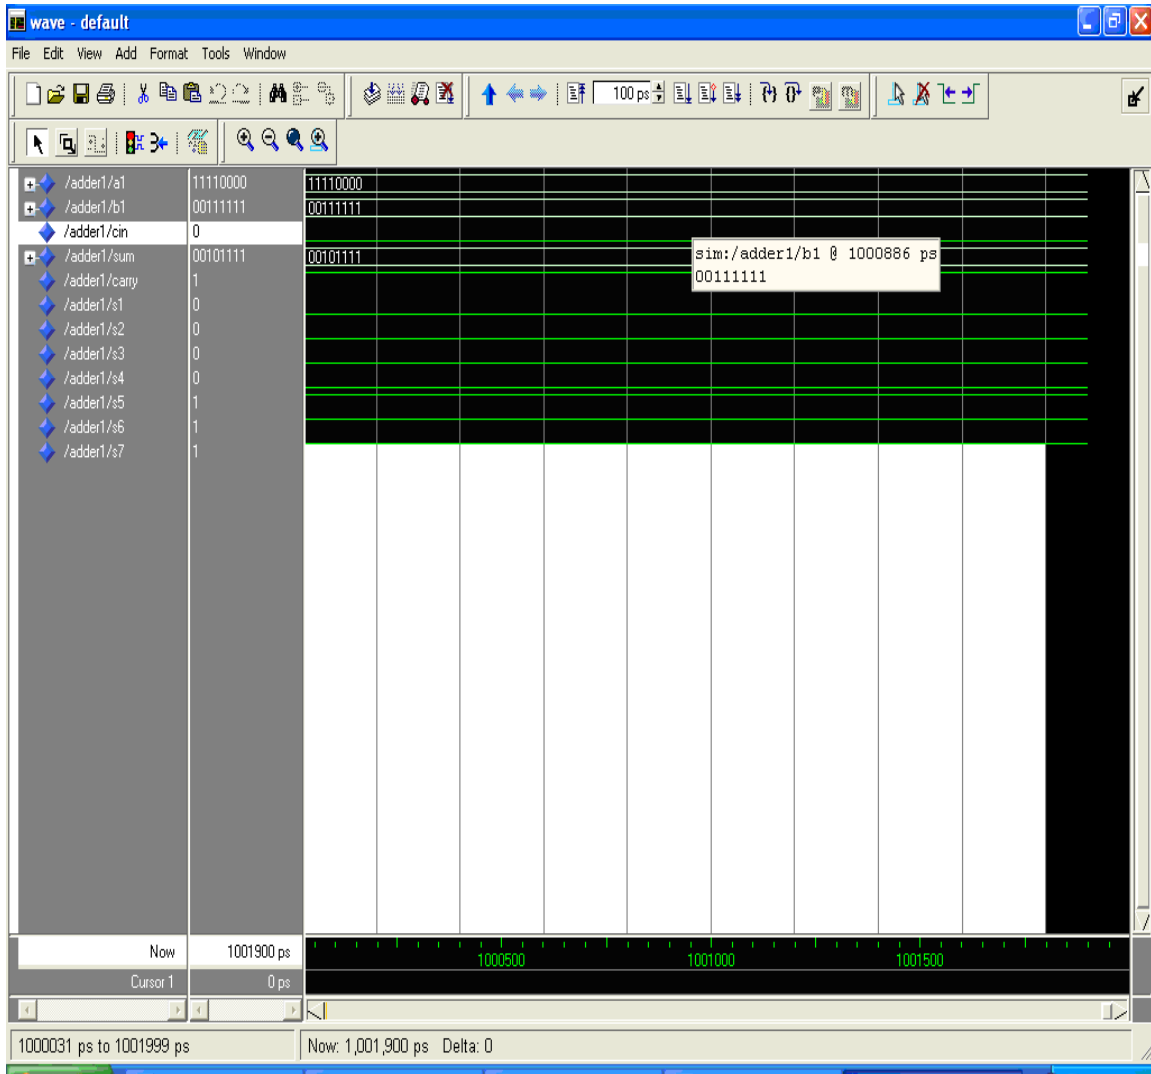 wave - default
File Edit View Add Format Tools Window
100 ps
/adder1/a1 11110000 11110000
/adder1/b1 00111111 00111111
/adder1/cin 0
/adder1/sum 00101111 00101111
/adder1/carry 1
/adder1/s1 0
/adder1/s2 0
/adder1/s3 0
/adder1/s4 0
/adder1/s5 1
/adder1/s6 1
/adder1/s7 1
sim:/adder1/b1 @ 1000886 ps
00111111
Now 1001900 ps
1000500 1001000 1001500
Cursor 1 0 ps
1000031 ps to 1001999 ps Now: 1,001,900 ps Delta: 0